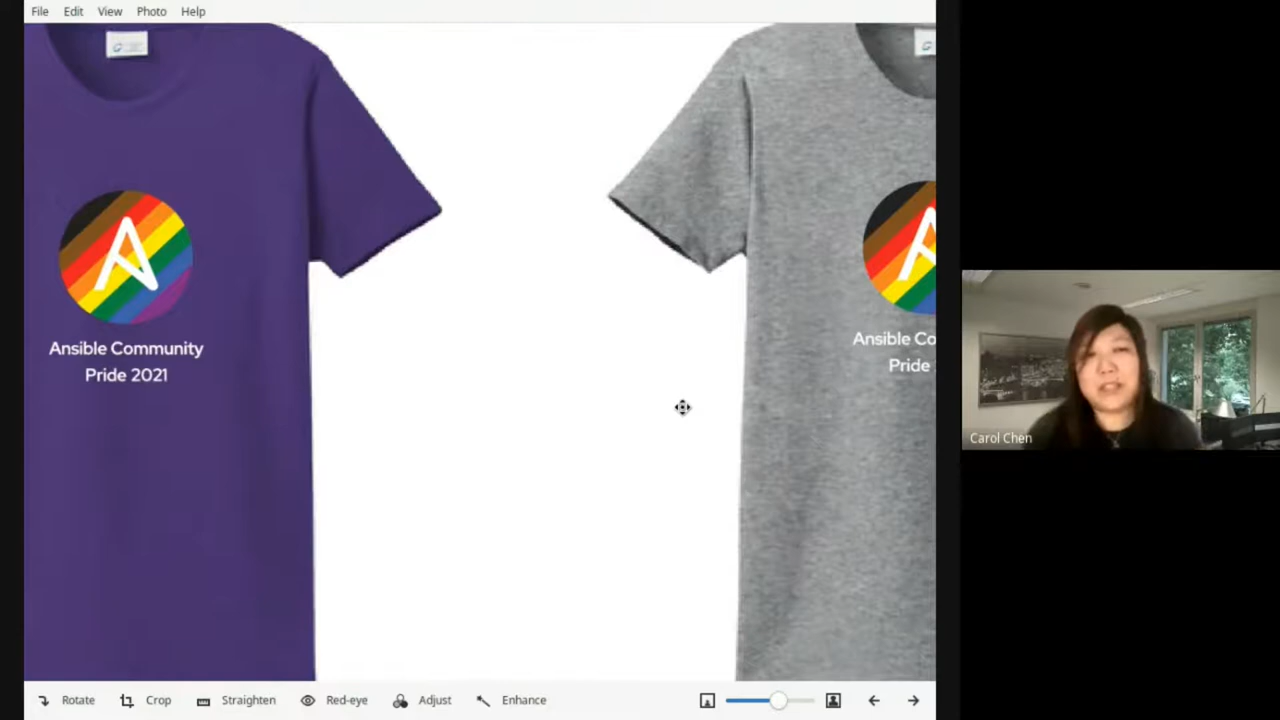 File Edit View Photo Help
Ansible Community
Pride 2021
Ansible Co
Pride
Carol Chen
Rotate Crop Straighten Red-eye Adjust Enhance